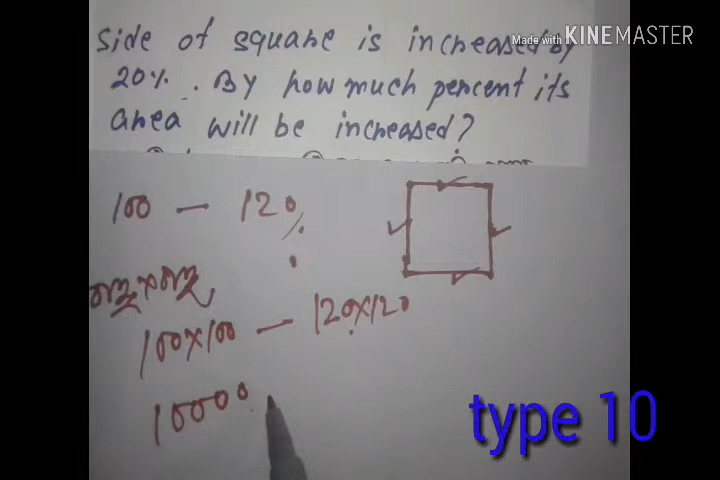 Made with KINEMASTER
side of square is increased by
20%. By how much percent its
area will be increased?
100 — 120%
বাহু×বাহু
100×100 — 120×120
10000
type 10